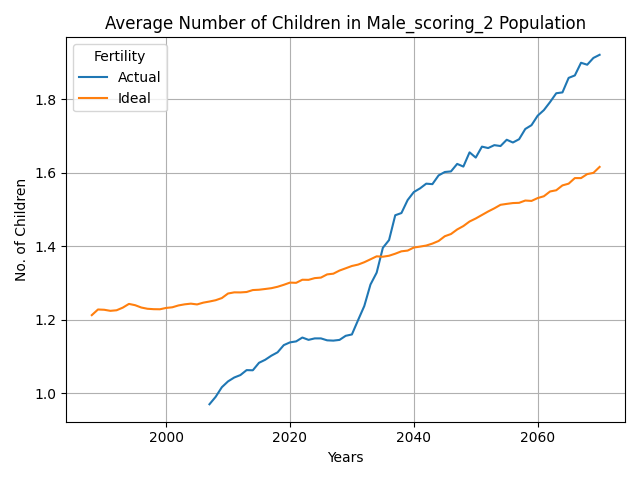 Average Number of Children in Male_scoring_2 Population
Fertility
Actual
Ideal
No. of Children
1.8
1.6
1.4
1.2
1.0
2000 2020 2040 2060
Years